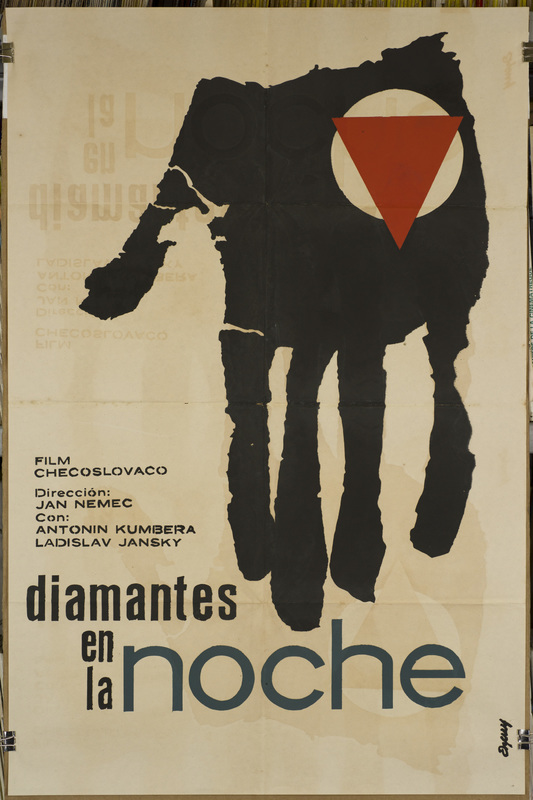 FILM
CHECOSLOVACO
Dirección:
JAN NEMEC
Con:
ANTONIN KUMBERA
LADISLAV JANSKY
diamantes
en
la noche